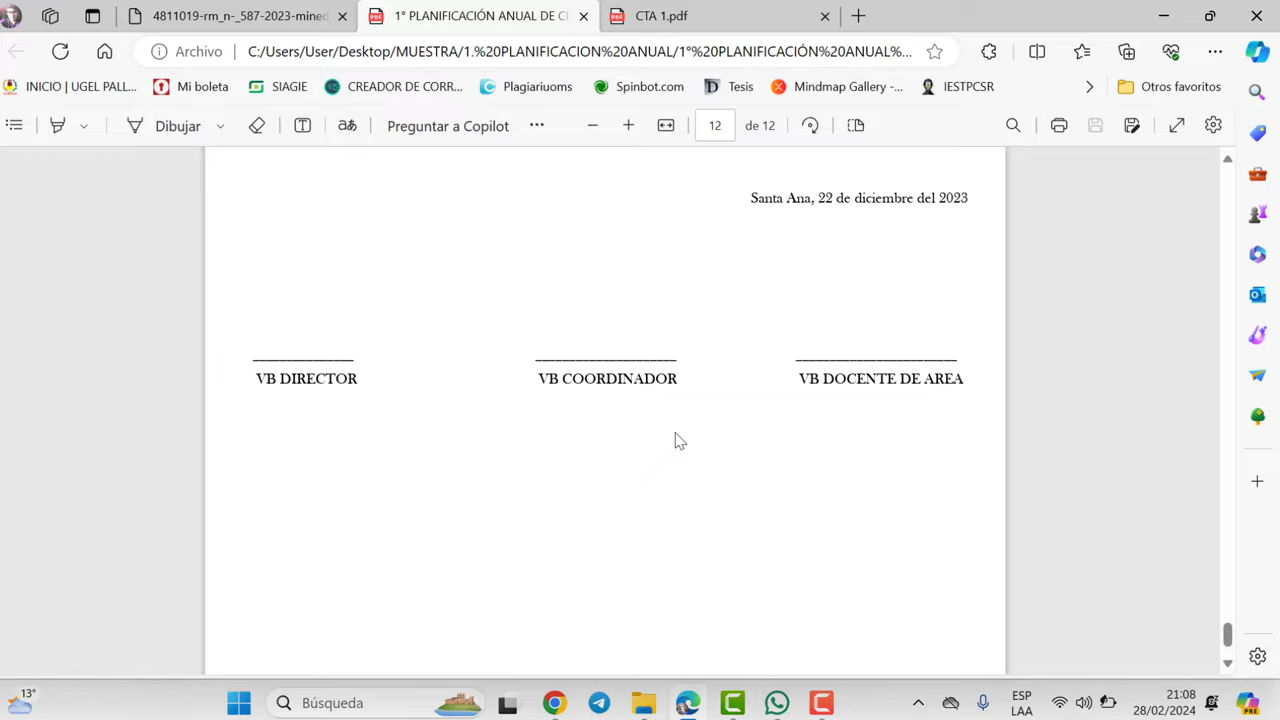 4811019-rm_n-_587-2023-mined
1° PLANIFICACIÓN ANUAL DE C
CTA 1.pdf
Archivo
C:/Users/User/Desktop/MUESTRA/1.%20PLANIFICACION%20ANUAL/1°%20PLANIFICACIÓN%20ANUAL%...
INICIO | UGEL PALL...
Mi boleta
SIAGIE
CREADOR DE CORR...
Plagiariuoms
Spinbot.com
Tesis
Mindmap Gallery -...
IESTPCSR
Otros favoritos
Dibujar
Preguntar a Copilot
12 de 12
Santa Ana, 22 de diciembre del 2023
VB DIRECTOR
VB COORDINADOR
VB DOCENTE DE AREA
13°
Búsqueda
ESP
LAA
21:08
28/02/2024
PRE